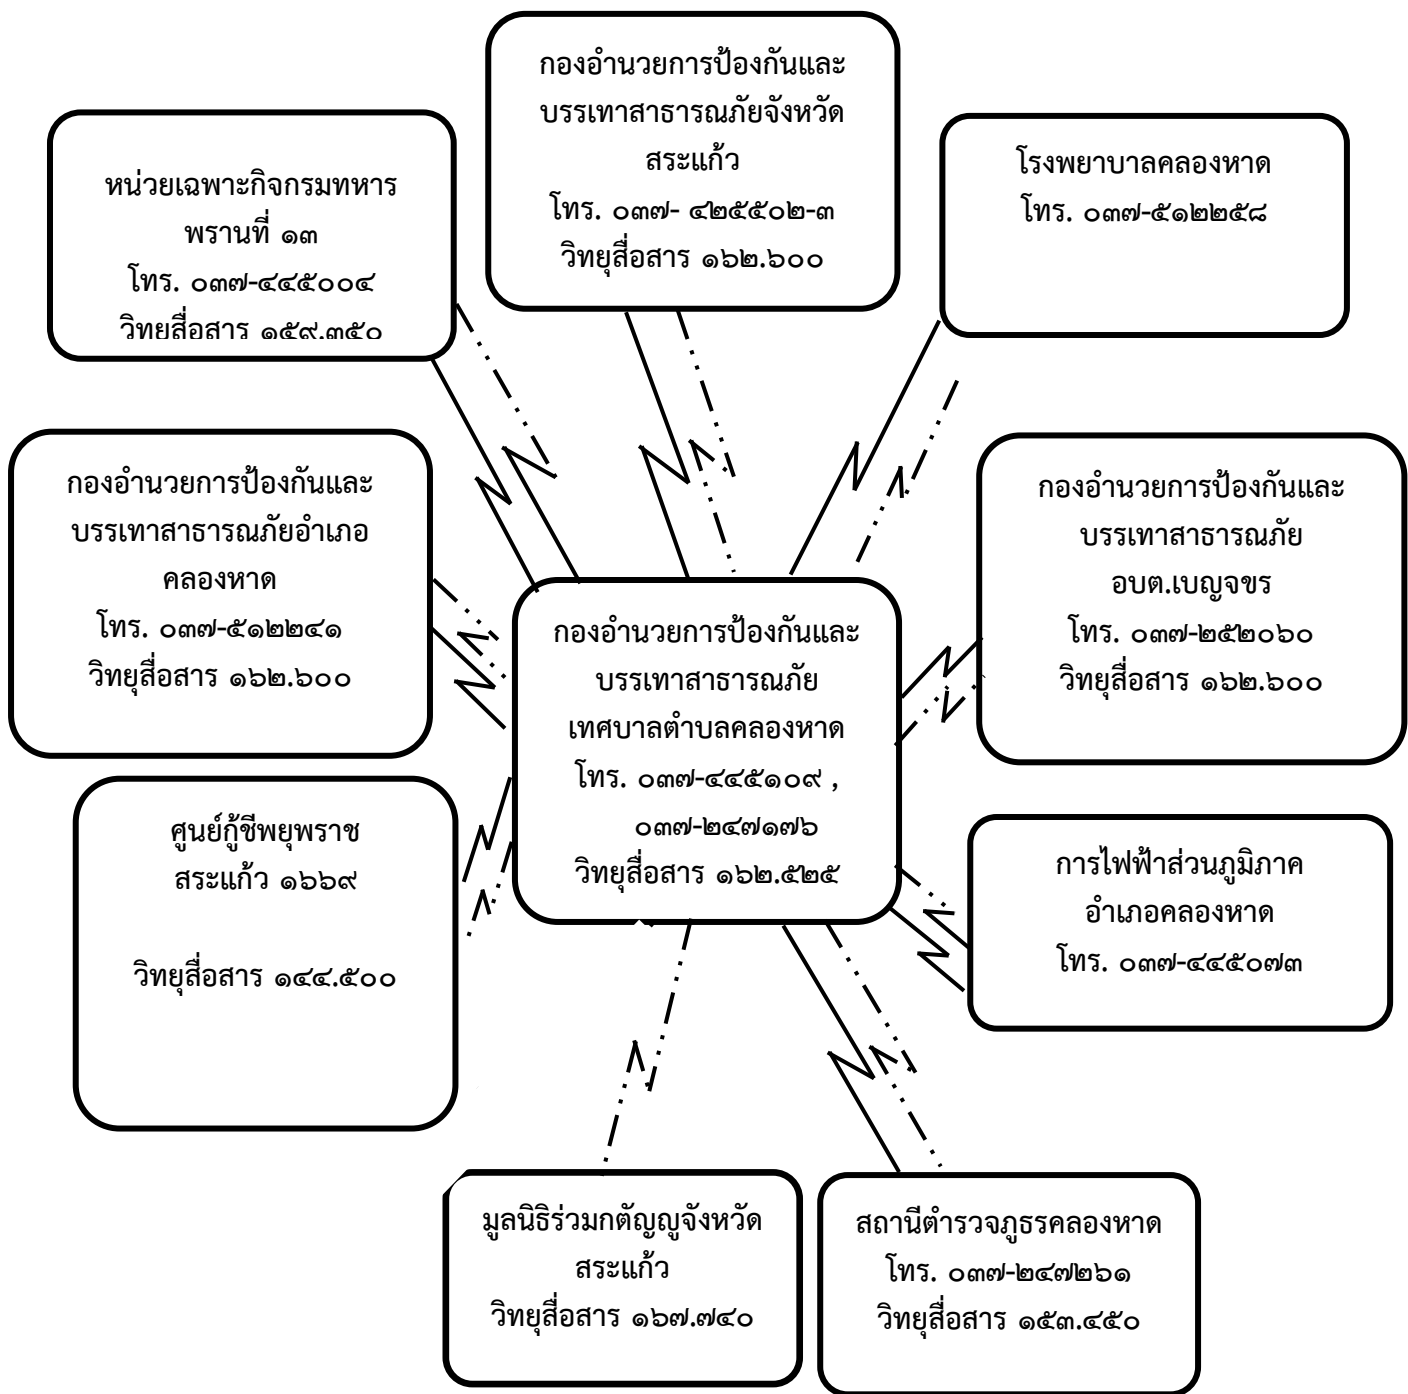 กองอำนวยการป้องกันและ
บรรเทาสาธารณภัยจังหวัด
สระแก้ว
โทร. ๐๓๗- ๔๒๕๕๐๒-๓
วิทยุสื่อสาร ๑๖๒.๖๐๐
หน่วยเฉพาะกิจกรมทหาร
พรานที่ ๑๓
โทร. ๐๓๗-๔๔๕๐๐๔
วิทยุสื่อสาร ๑๕๙.๓๕๐
โรงพยาบาลคลองหาด
โทร. ๐๓๗-๕๑๒๒๕๘
กองอำนวยการป้องกันและ
บรรเทาสาธารณภัยอำเภอ
คลองหาด
โทร. ๐๓๗-๕๑๒๒๔๑
วิทยุสื่อสาร ๑๖๒.๖๐๐
กองอำนวยการป้องกันและ
บรรเทาสาธารณภัย
อบต.เบญจขร
โทร. ๐๓๗-๒๕๒๐๖๐
วิทยุสื่อสาร ๑๖๒.๖๐๐
กองอำนวยการป้องกันและ
บรรเทาสาธารณภัย
เทศบาลตำบลคลองหาด
โทร. ๐๓๗-๔๔๕๑๐๙ ,
๐๓๗-๒๔๗๑๗๖
วิทยุสื่อสาร ๑๖๒.๕๒๕
ศูนย์กู้ชีพยุพราช
สระแก้ว ๑๖๖๙
วิทยุสื่อสาร ๑๔๔.๕๐๐
การไฟฟ้าส่วนภูมิภาค
อำเภอคลองหาด
โทร. ๐๓๗-๔๔๕๐๗๓
มูลนิธิร่วมกตัญญูจังหวัด
สระแก้ว
วิทยุสื่อสาร ๑๖๗.๗๔๐
สถานีตำรวจภูธรคลองหาด
โทร. ๐๓๗-๒๔๗๒๖๑
วิทยุสื่อสาร ๑๕๓.๔๕๐